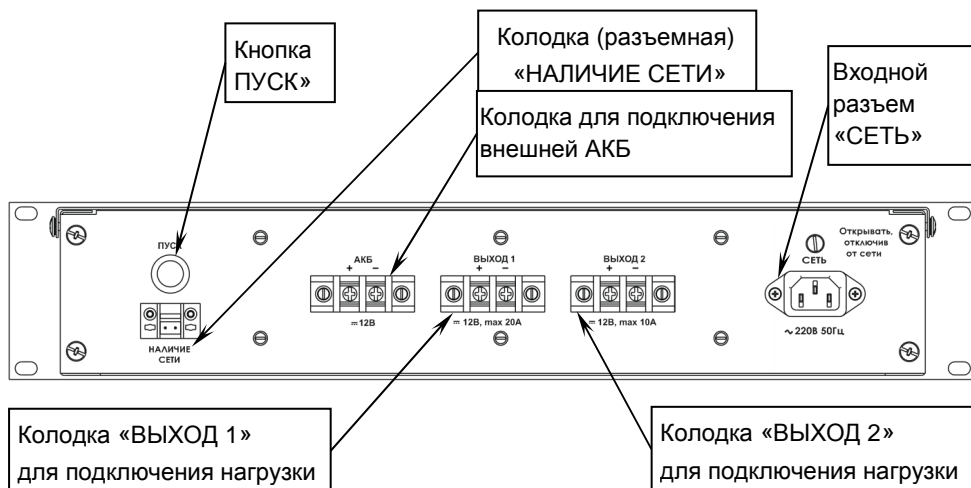 Кнопка
ПУСК»
Колодка (разъемная)
«НАЛИЧИЕ СЕТИ»
Колодка для подключения
внешней АКБ
Входной
разъем
«СЕТЬ»
ПУСК
НАЛИЧИЕ
СЕТИ
АКБ
+ –
⎓ 12В
ВЫХОД 1
+ –
⎓ 12В, max 20А
ВЫХОД 2
+ –
⎓ 12В, max 10А
СЕТЬ
Открывать,
отключив
от сети
~ 220В 50Гц
Колодка «ВЫХОД 1»
для подключения нагрузки
Колодка «ВЫХОД 2»
для подключения нагрузки